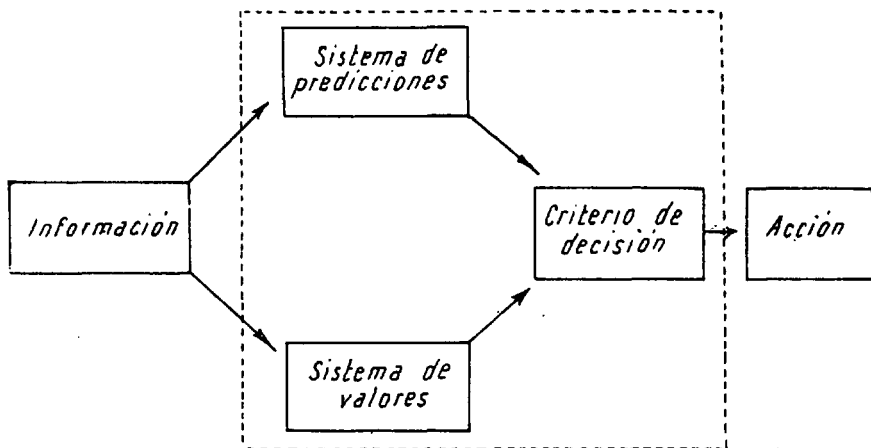 Sistema de
predicciones
Información
Criterio de
decisión
Acción
Sistema de
valores